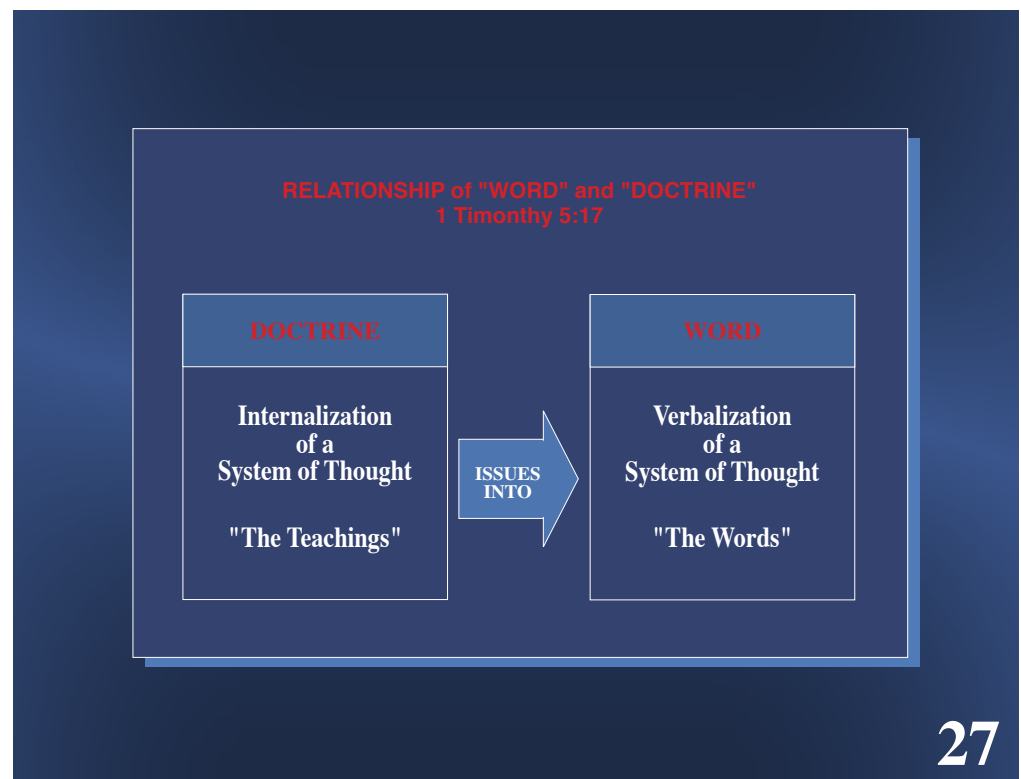 RELATIONSHIP of "WORD" and "DOCTRINE"
1 Timonthy 5:17
DOCTRINE
Internalization
of a
System of Thought
"The Teachings"
ISSUES
INTO
WORD
Verbalization
of a
System of Thought
"The Words"
27